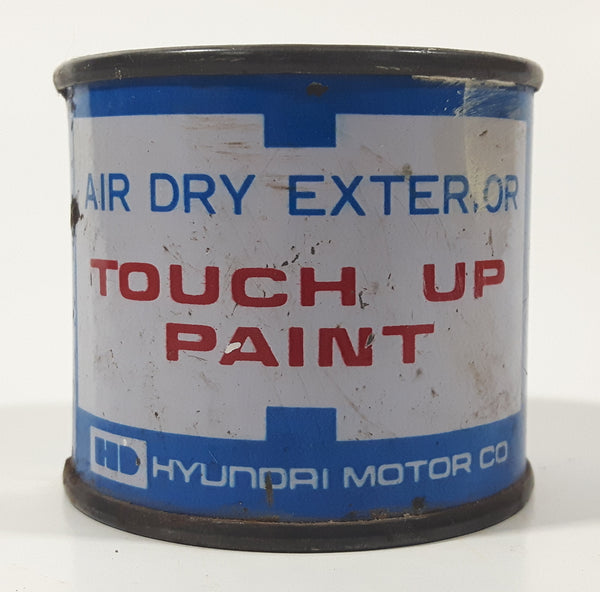 AIR DRY EXTERIOR
TOUCH UP
PAINT
HD HYUNDAI MOTOR CO